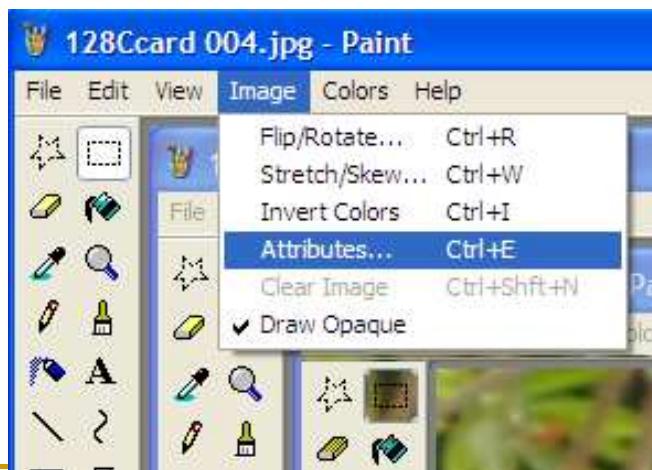 128Ccard 004.jpg - Paint
File Edit View Image Colors Help
Flip/Rotate... Ctrl+R
Stretch/Skew... Ctrl+W
Invert Colors Ctrl+I
Attributes... Ctrl+E
Clear Image Ctrl+Shft+N
Draw Opaque
File